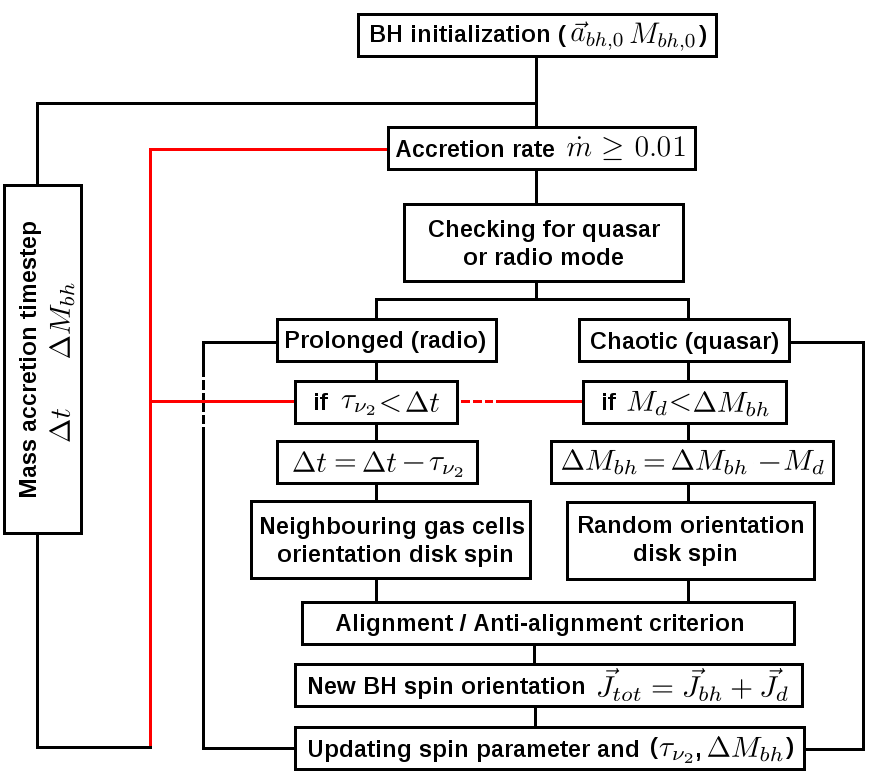 BH initialization ( $\vec{a}_{bh,0}\, M_{bh,0}$ )
Accretion rate $\dot{m} \geq 0.01$
Checking for quasar
or radio mode
Mass accretion timestep
$\Delta t$ $\Delta M_{bh}$
Prolonged (radio)
Chaotic (quasar)
if $\tau_{\nu_2} < \Delta t$
if $M_d < \Delta M_{bh}$
$\Delta t = \Delta t - \tau_{\nu_2}$
$\Delta M_{bh} = \Delta M_{bh} - M_d$
Neighbouring gas cells
orientation disk spin
Random orientation
disk spin
Alignment / Anti-alignment criterion
New BH spin orientation $\vec{J}_{tot} = \vec{J}_{bh} + \vec{J}_d$
Updating spin parameter and $(\tau_{\nu_2}, \Delta M_{bh})$